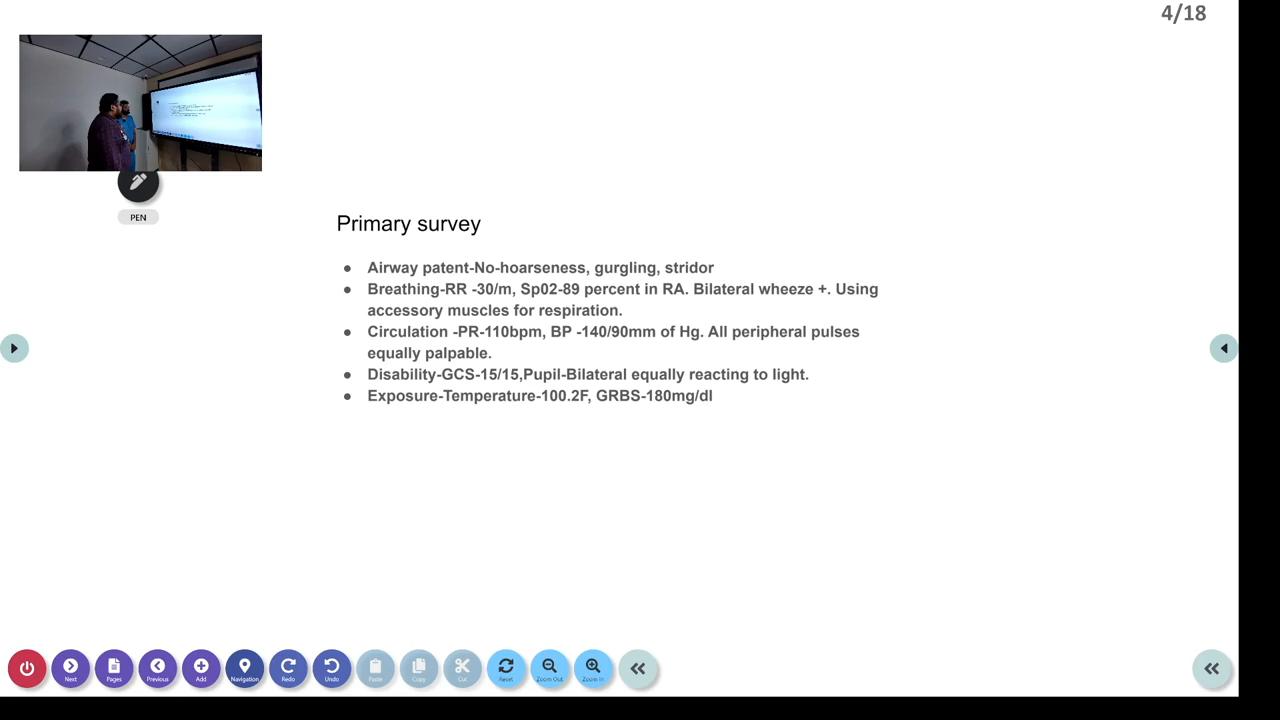 4/18
PEN
Primary survey
● Airway patent-No-hoarseness, gurgling, stridor
● Breathing-RR -30/m, Sp02-89 percent in RA. Bilateral wheeze +. Using
accessory muscles for respiration.
● Circulation -PR-110bpm, BP -140/90mm of Hg. All peripheral pulses
equally palpable.
● Disability-GCS-15/15,Pupil-Bilateral equally reacting to light.
● Exposure-Temperature-100.2F, GRBS-180mg/dl
Next Pages Previous Add Navigation Redo Undo Paste Copy Cut Reset Zoom Out Zoom In